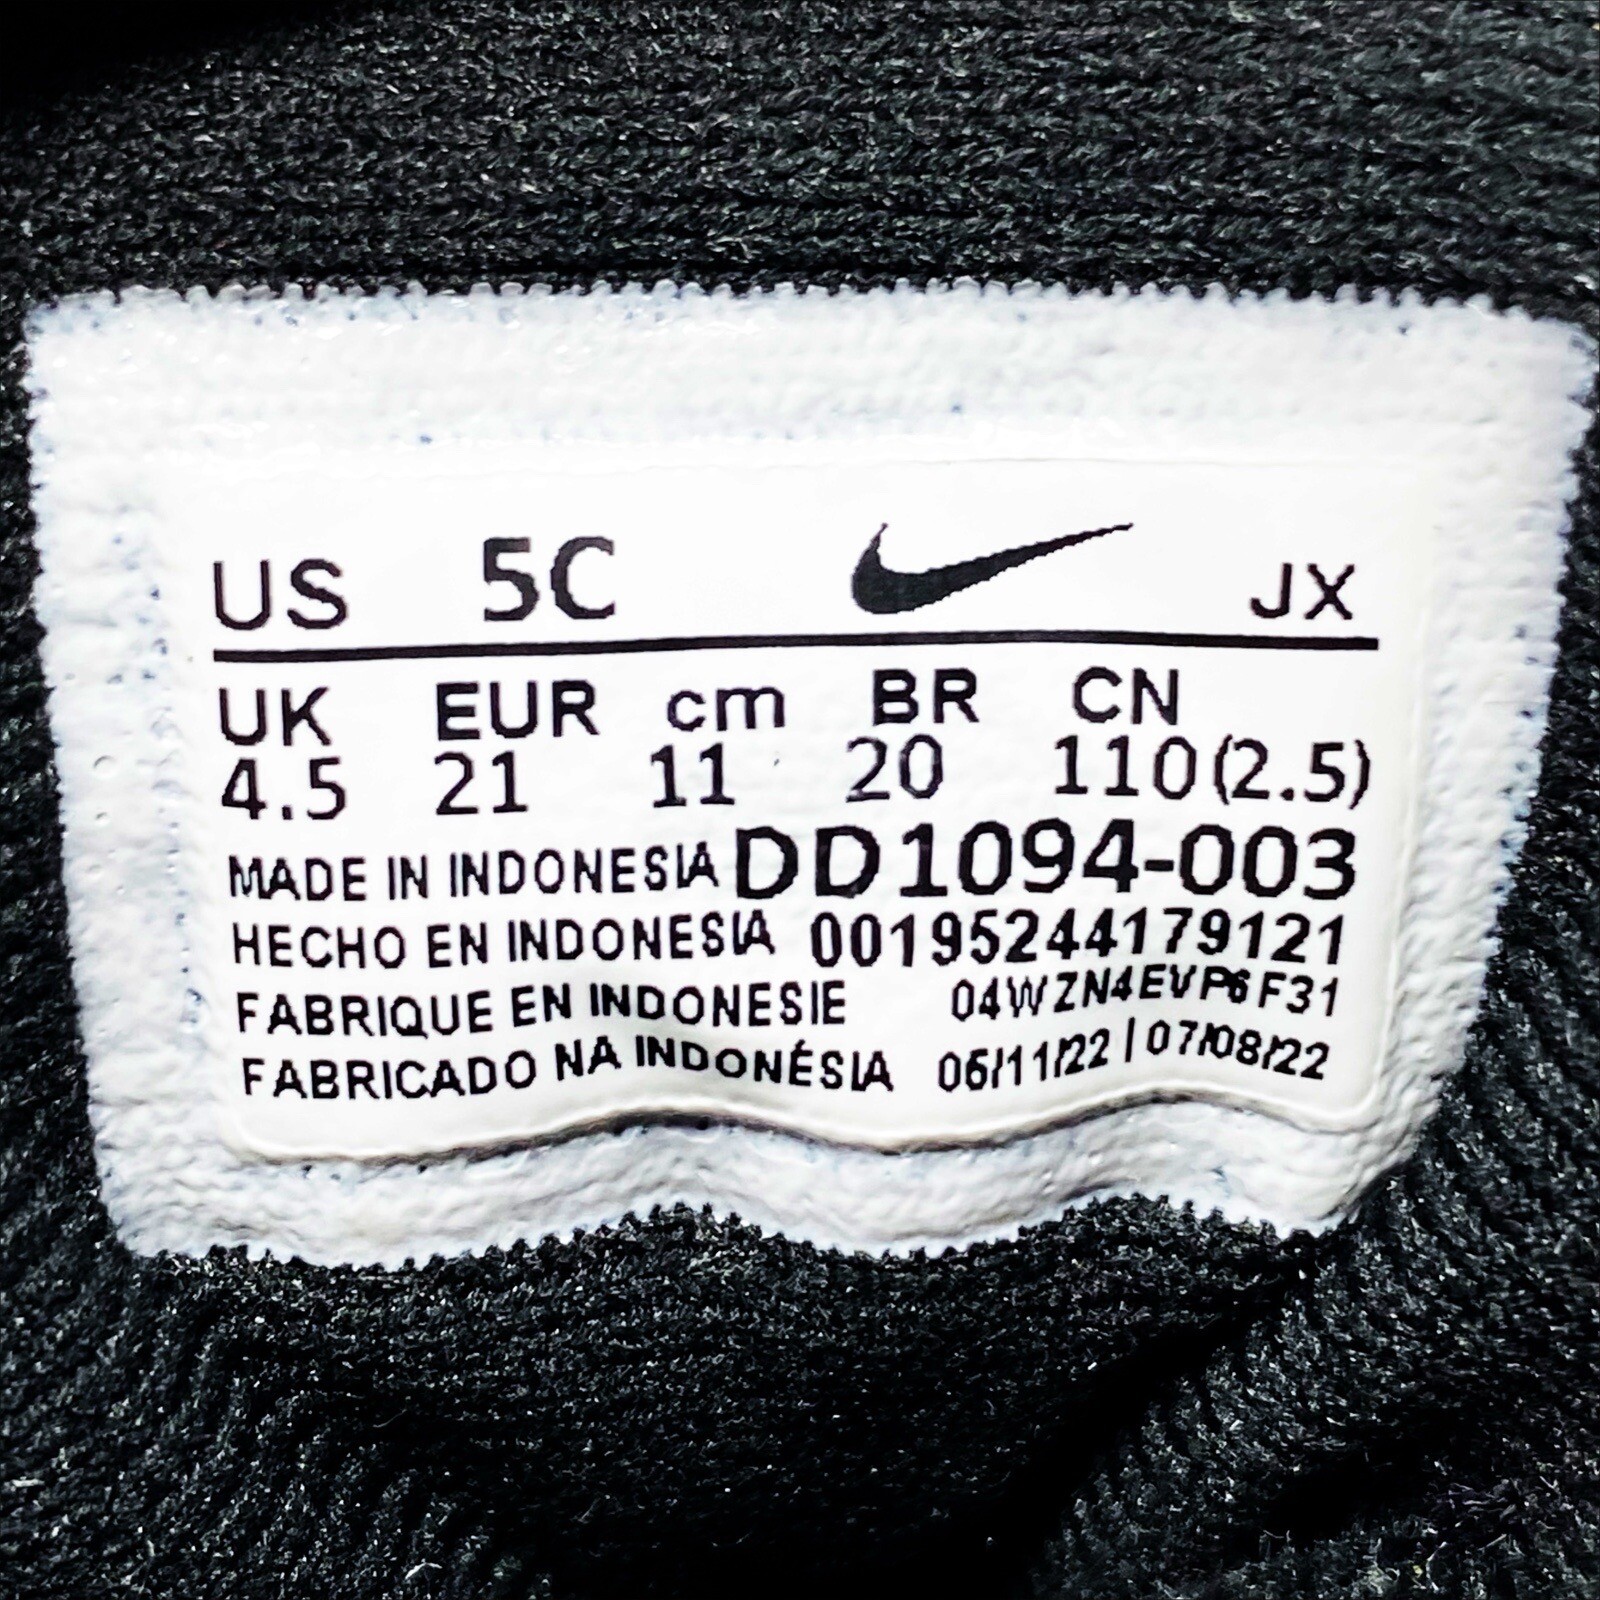 US 5C JX
UK EUR cm BR CN
4.5 21 11 20 110(2.5)
MADE IN INDONESIA DD1094-003
HECHO EN INDONESIA 00195244179121
FABRIQUE EN INDONESIE 04WZN4EVP6F31
FABRICADO NA INDONÉSIA 05/11/22 | 07/08/22